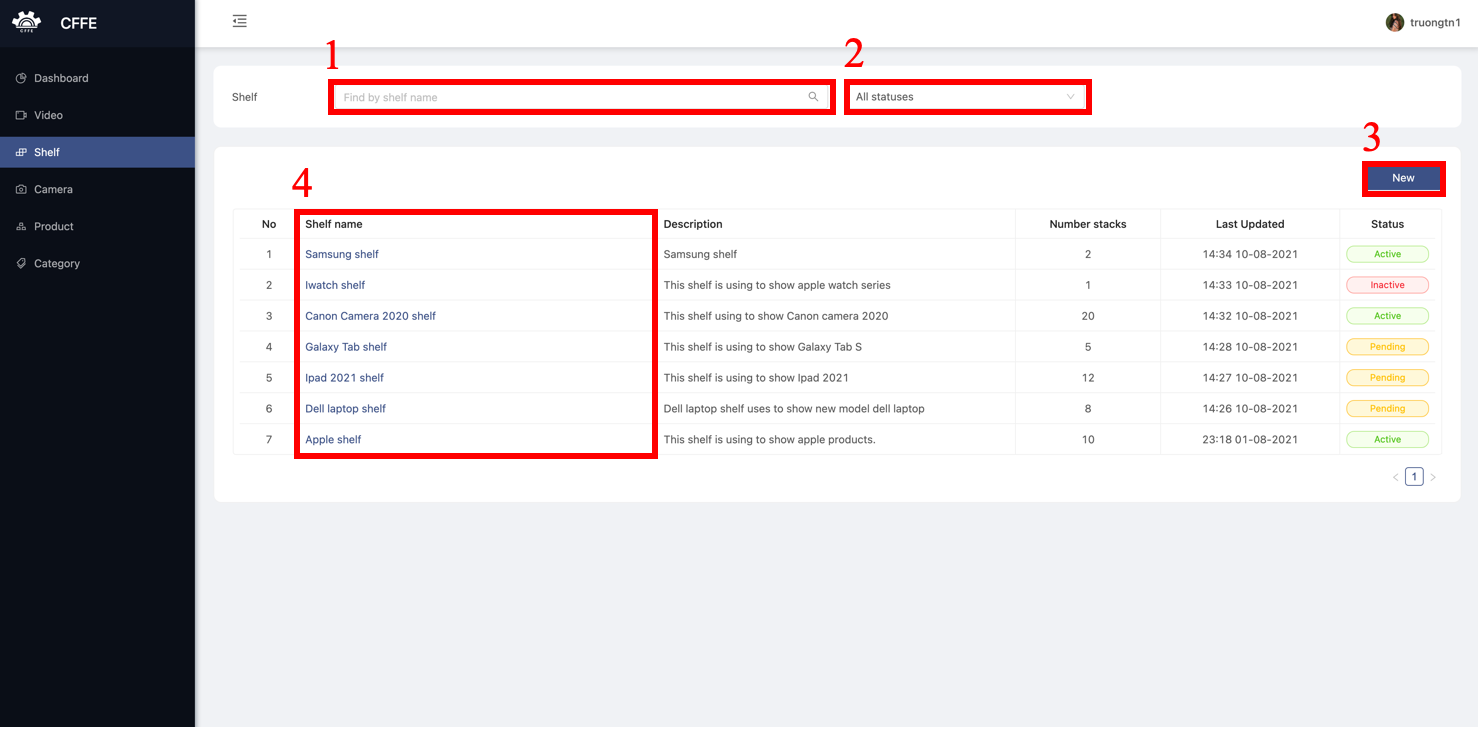 CFFE
CFFE
truongtn1
1
2
Dashboard
Shelf
Find by shelf name
All statuses
Video
3
Shelf
New
4
Camera
Product
No Shelf name Description Number stacks Last Updated Status
1 Samsung shelf Samsung shelf 2 14:34 10-08-2021 Active
Category
2 Iwatch shelf This shelf is using to show apple watch series 1 14:33 10-08-2021 Inactive
3 Canon Camera 2020 shelf This shelf using to show Canon camera 2020 20 14:32 10-08-2021 Active
4 Galaxy Tab shelf This shelf is using to show Galaxy Tab S 5 14:28 10-08-2021 Pending
5 Ipad 2021 shelf This shelf is using to show Ipad 2021 12 14:27 10-08-2021 Pending
6 Dell laptop shelf Dell laptop shelf uses to show new model dell laptop 8 14:26 10-08-2021 Pending
7 Apple shelf This shelf is using to show apple products. 10 23:18 01-08-2021 Active
< 1 >